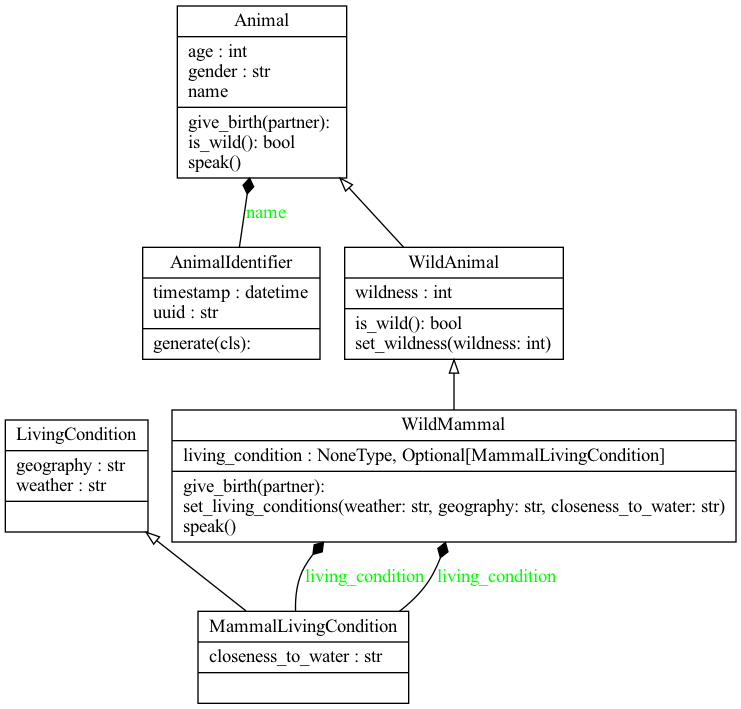 Animal
age : int
gender : str
name
give_birth(partner):
is_wild(): bool
speak()
name
AnimalIdentifier
timestamp : datetime
uuid : str
generate(cls):
WildAnimal
wildness : int
is_wild(): bool
set_wildness(wildness: int)
LivingCondition
geography : str
weather : str
WildMammal
living_condition : NoneType, Optional[MammalLivingCondition]
give_birth(partner):
set_living_conditions(weather: str, geography: str, closeness_to_water: str)
speak()
living_condition
living_condition
MammalLivingCondition
closeness_to_water : str